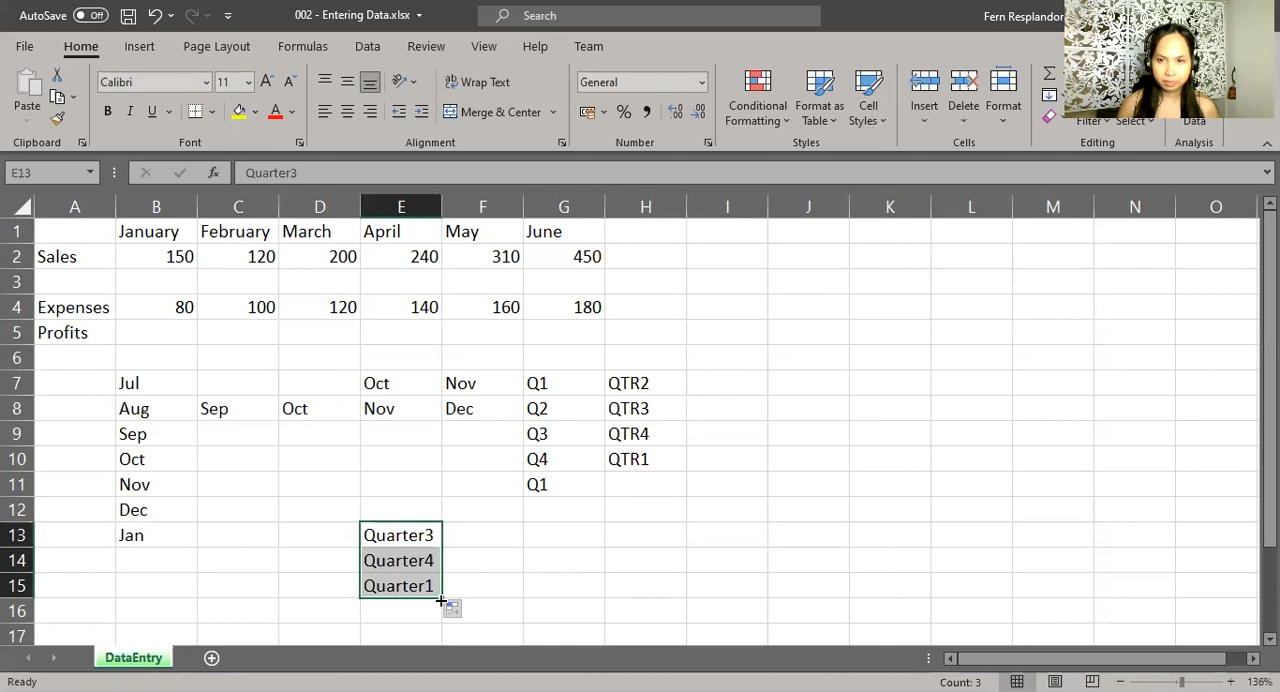 AutoSave Off 002 - Entering Data.xlsx Search Fern Resplandor
File Home Insert Page Layout Formulas Data Review View Help Team
Paste Calibri 11 Wrap Text General Conditional Formatting Format as Table Cell Styles Insert Delete Format
B I U A Merge & Center % Filter Select Data
Clipboard Font Alignment Number Styles Cells Editing Analysis
E13 fx Quarter3
A B C D E F G H I J K L M N O
1 January February March April May June
2 Sales 150 120 200 240 310 450
3
4 Expenses 80 100 120 140 160 180
5 Profits
6
7 Jul Oct Nov Q1 QTR2
8 Aug Sep Oct Nov Dec Q2 QTR3
9 Sep Q3 QTR4
10 Oct Q4 QTR1
11 Nov Q1
12 Dec
13 Jan Quarter3
14 Quarter4
15 Quarter1
16
17
DataEntry
Ready Count: 3 136%